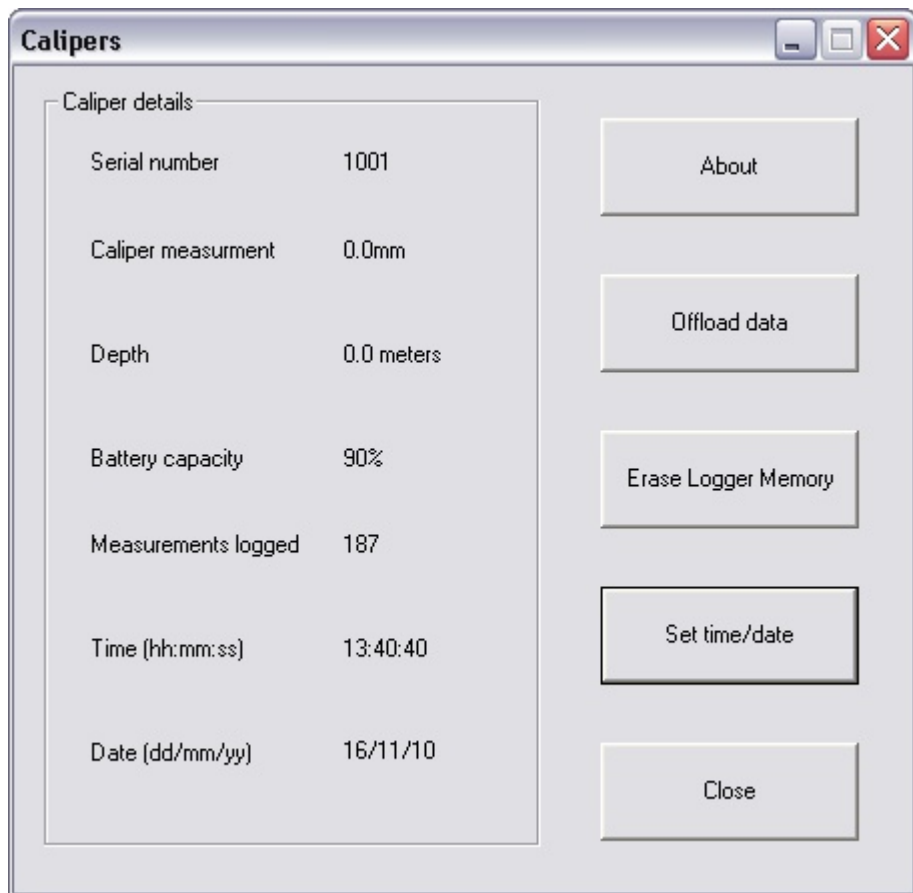 Calipers
Caliper details
Serial number 1001
Caliper measurment 0.0mm
Depth 0.0 meters
Battery capacity 90%
Measurements logged 187
Time (hh:mm:ss) 13:40:40
Date (dd/mm/yy) 16/11/10
About
Offload data
Erase Logger Memory
Set time/date
Close